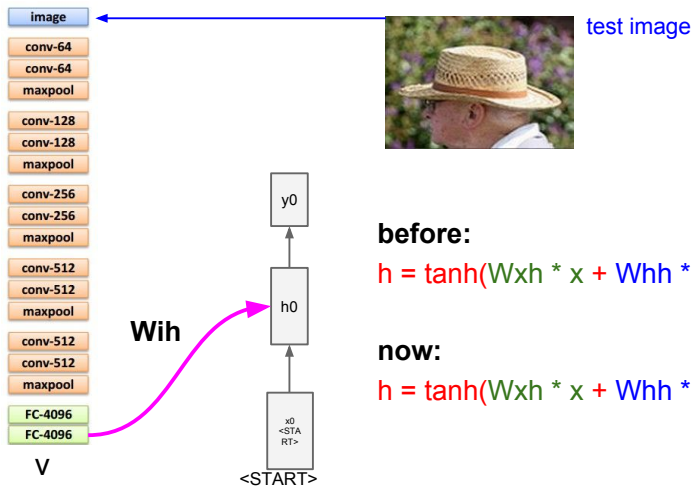 image
test image
conv-64
conv-64
maxpool
conv-128
conv-128
maxpool
conv-256
conv-256
maxpool
conv-512
conv-512
maxpool
conv-512
conv-512
maxpool
FC-4096
FC-4096
v
Wih
y0
h0
x0
<STA
RT>
<START>
before:
h = tanh(Wxh * x + Whh *
now:
h = tanh(Wxh * x + Whh *